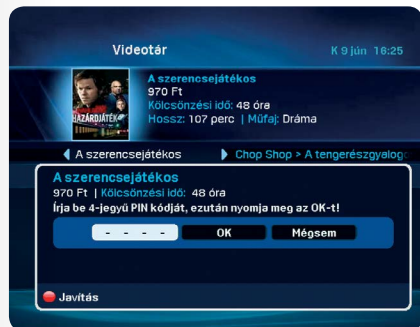 Videotár
K 9 jún 16:25
A szerencsejátékos
970 Ft
Kölcsönzési idő: 48 óra
Hossz: 107 perc | Műfaj: Dráma
HAZÁRDJÁTÉK
A szerencsejátékos Chop Shop > A tengerészgyalog
A szerencsejátékos
970 Ft | Kölcsönzési idő: 48 óra
Írja be 4-jegyű PIN kódját, ezután nyomja meg az OK-t!
- - - - OK Mégsem
Javítás